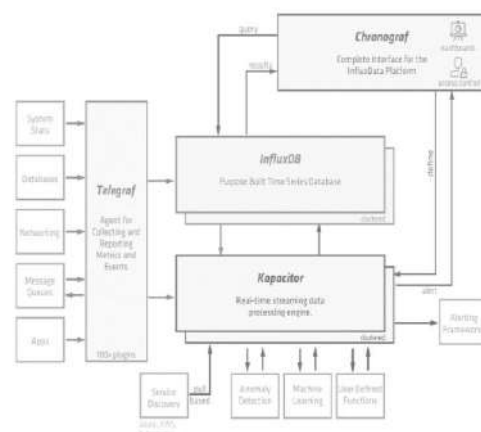 query
Chronograf
Complete interface for the
InfluxData Platform
dashboards
access control
results
System
Stats
Databases
Networking
Message
Queues
Apps
Telegraf
Agent for
Collecting and
Reporting
Metrics and
Events
100+ plugins
InfluxDB
Purpose Built Time Series Database
clustered
define
Kapacitor
Real-time streaming data
processing engine.
clustered
alert
Alerting
Frameworks
Service
Discovery
pull
based
Anomaly
Detection
Machine
Learning
User Defined
Functions